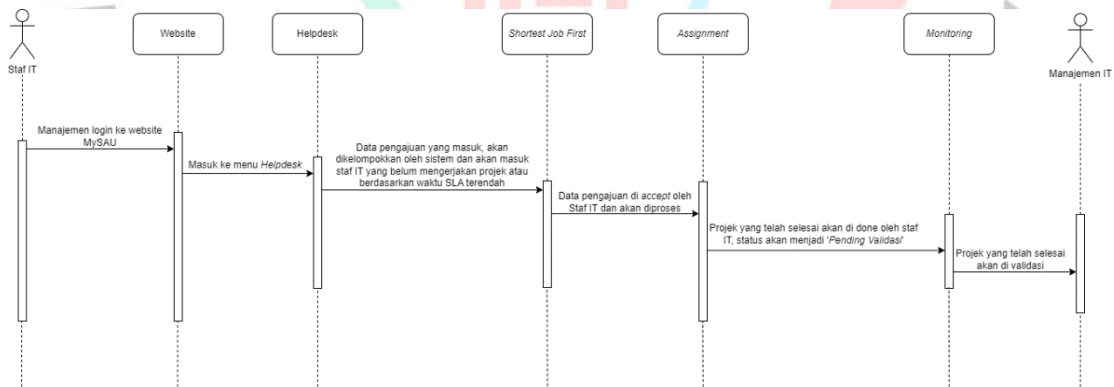 Website
Helpdesk
Shortest Job First
Assignment
Monitoring
Staf IT
Manajemen IT
Manajemen login ke website
MySAU
Masuk ke menu Helpdesk
Data pengajuan yang masuk, akan
dikelompokkan oleh sistem dan akan masuk
staf IT yang belum mengerjakan projek atau
berdasarkan waktu SLA terendah
Data pengajuan di accept oleh
Staf IT dan akan diproses
Projek yang telah selesai akan di done oleh staf
IT, status akan menjadi 'Pending Validasi'
Projek yang telah selesai
akan di validasi